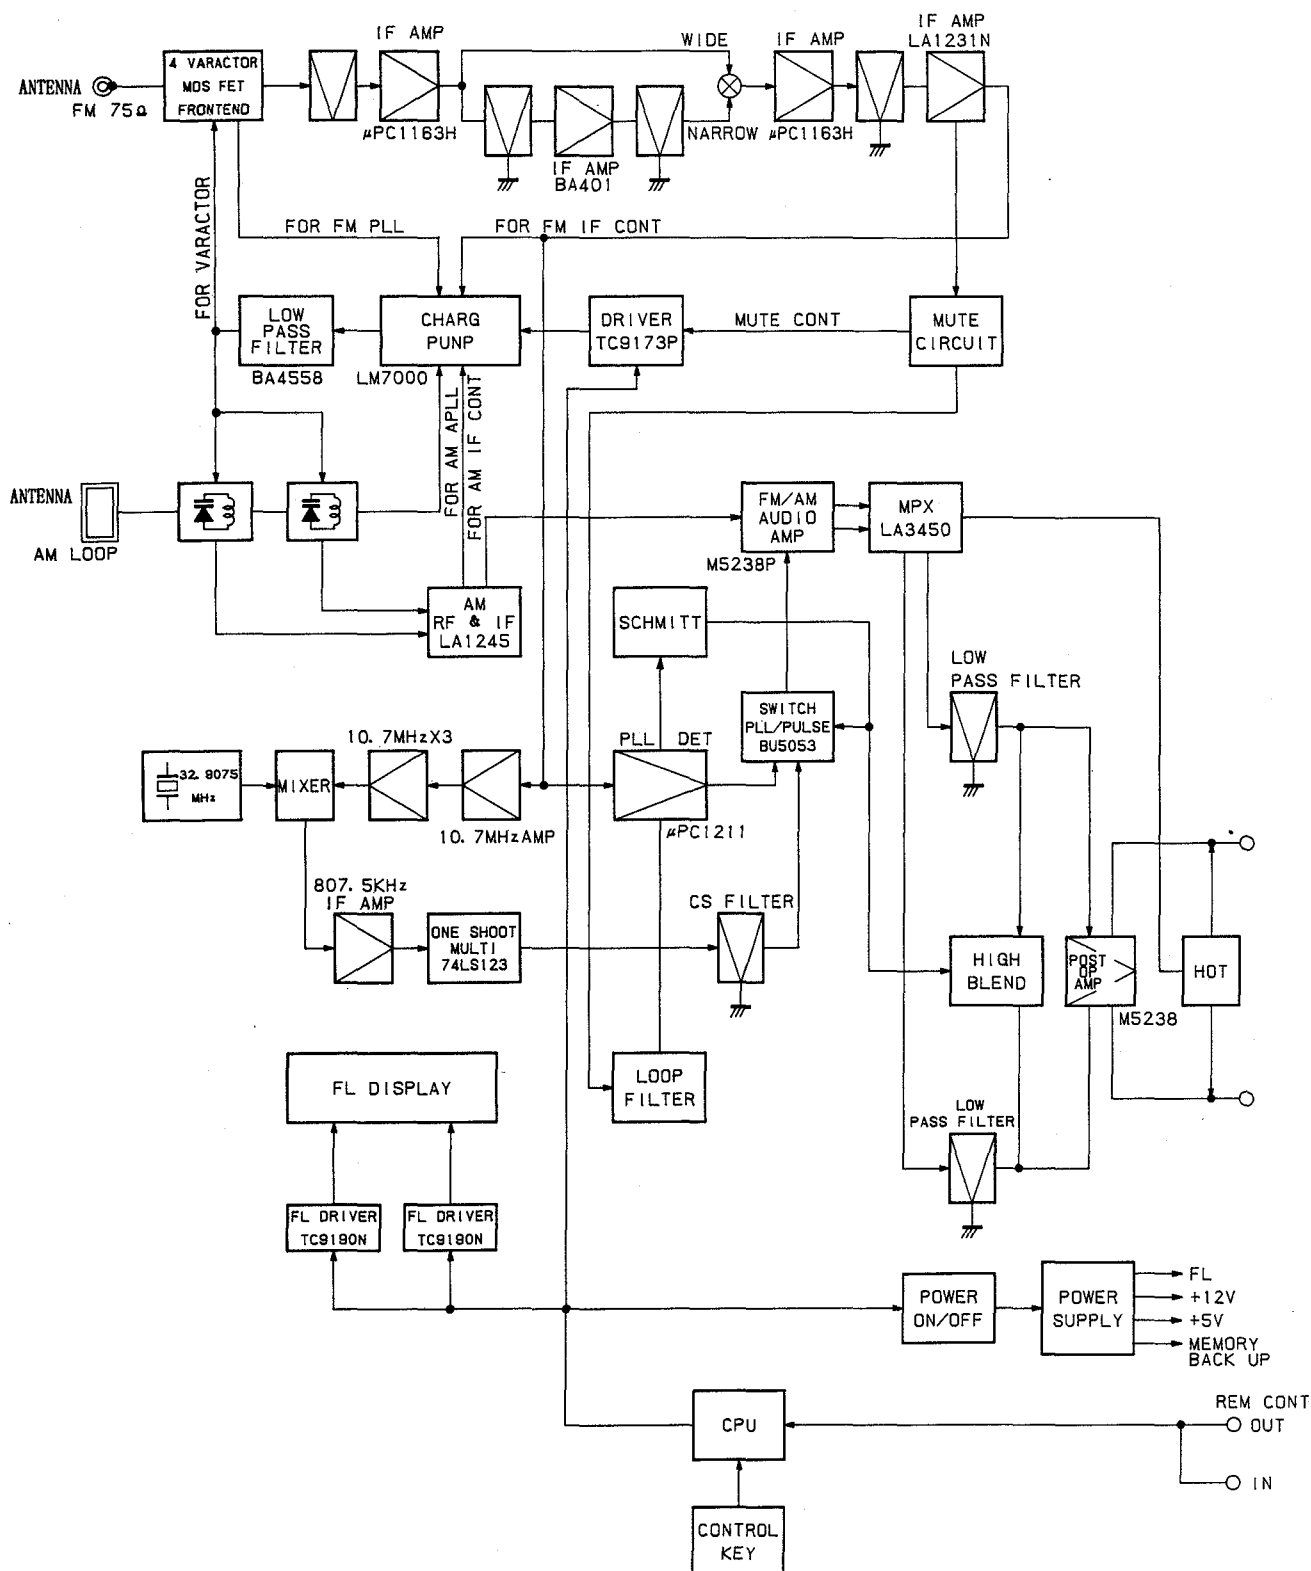 IF AMP
IF AMP
LA1231N
WIDE
IF AMP
ANTENNA
FM 75Ω
4 VARACTOR
MOS FET
FRONTEND
μPC1163H
NARROW
μPC1163H
IF AMP
BA401
FOR VARACTOR
FOR FM PLL
FOR FM IF CONT
LOW
PASS
FILTER
BA4558
CHARG
PUNP
LM7000
DRIVER
TC9173P
MUTE CONT
MUTE
CIRCUIT
FOR AM APLL
FOR AM IF CONT
ANTENNA
AM LOOP
FM/AM
AUDIO
AMP
M5238P
MPX
LA3450
AM
RF & IF
LA1245
SCHMITT
LOW
PASS FILTER
SWITCH
PLL/PULSE
BU5053
32.9075
MHz
MIXER
10.7MHzX3
10.7MHzAMP
PLL DET
μPC1211
807.5KHz
IF AMP
ONE SHOOT
MULTI
74LS123
CS FILTER
HIGH
BLEND
POST
OP
AMP
M5238
HOT
FL DISPLAY
LOOP
FILTER
LOW
PASS FILTER
FL DRIVER
TC9190N
FL DRIVER
TC9190N
POWER
ON/OFF
POWER
SUPPLY
FL
+12V
+5V
MEMORY
BACK UP
CPU
REM CONT
OUT
IN
CONTROL
KEY